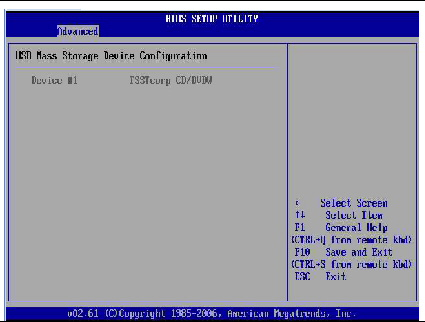 BIOS SETUP UTILITY
Advanced
USB Mass Storage Device Configuration
Device #1 PSSTcorp CD/DVDW
Select Screen
↑↓ Select Item
F1 General Help
(CTRL+Q from remote kbd)
F10 Save and Exit
(CTRL+S from remote kbd)
ESC Exit
v02.61 (C)Copyright 1985-2006, American Megatrends, Inc.